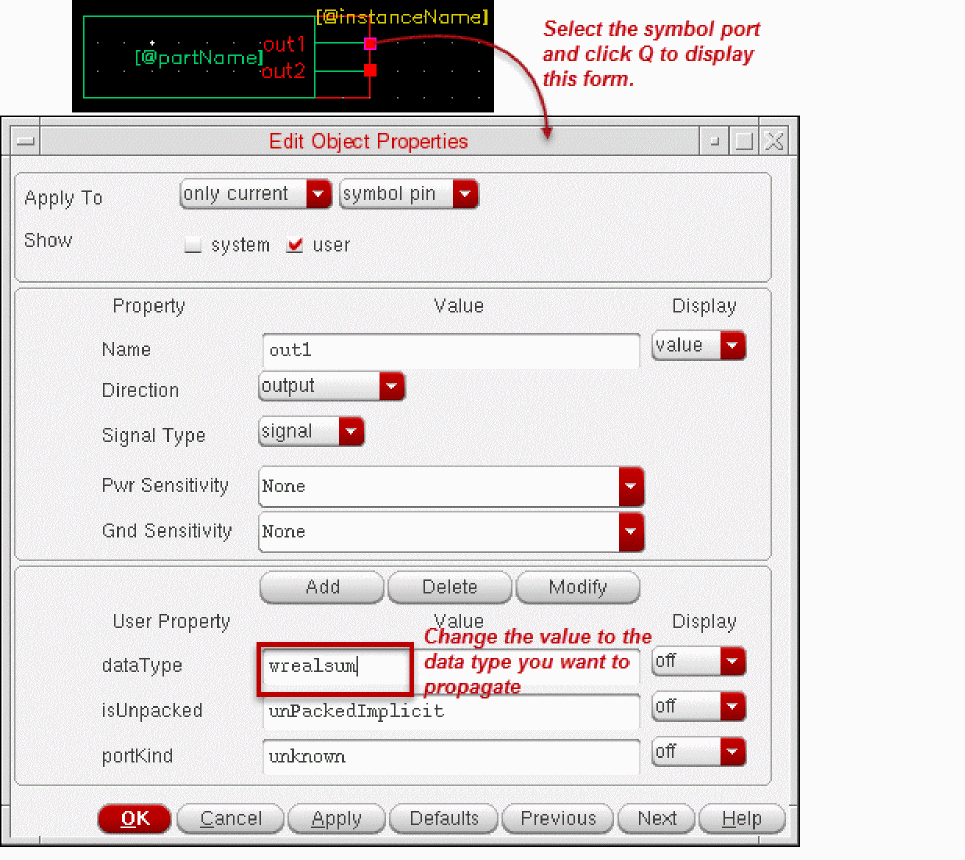 [@instanceName]
out1
[@partName]
out2
Select the symbol port
and click Q to display
this form.
Edit Object Properties
Apply To only current symbol pin
Show system user
Property Value Display
Name out1 value
Direction output
Signal Type signal
Pwr Sensitivity None
Gnd Sensitivity None
Add Delete Modify
User Property Value Display
Change the value to the
data type you want to
propagate
dataType wrealsum off
isUnpacked unPackedImplicit off
portKind unknown off
OK Cancel Apply Defaults Previous Next Help